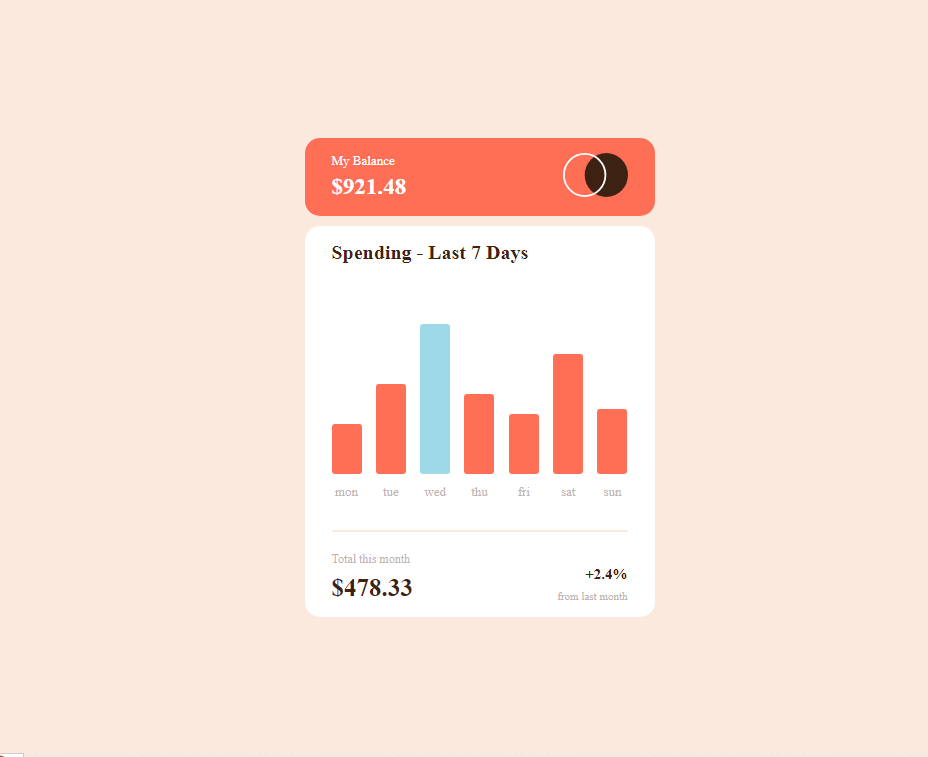 My Balance
$921.48
Spending - Last 7 Days
mon tue wed thu fri sat sun
Total this month
$478.33
+2.4%
from last month